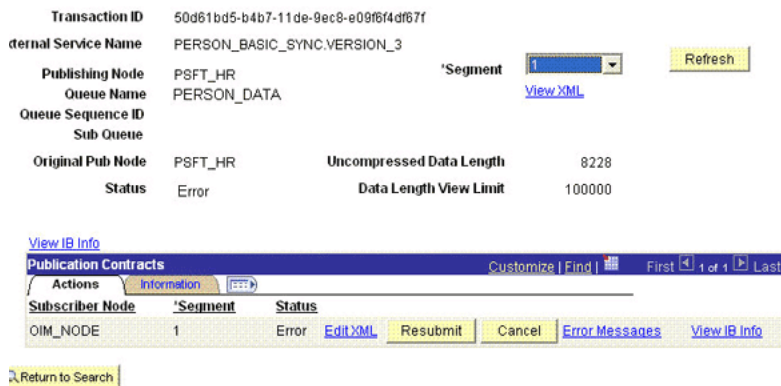 Transaction ID 50d61bd5-b4b7-11de-9ec8-e09f6f4df67f
ternal Service Name PERSON_BASIC_SYNC.VERSION_3
Publishing Node PSFT_HR *Segment 1 Refresh
Queue Name PERSON_DATA View XML
Queue Sequence ID
Sub Queue
Original Pub Node PSFT_HR Uncompressed Data Length 8228
Status Error Data Length View Limit 100000
View IB Info
Publication Contracts Customize | Find | First 1 of 1 Last
Actions Information
Subscriber Node *Segment Status
OIM_NODE 1 Error Edit XML Resubmit Cancel Error Messages View IB Info
Return to Search